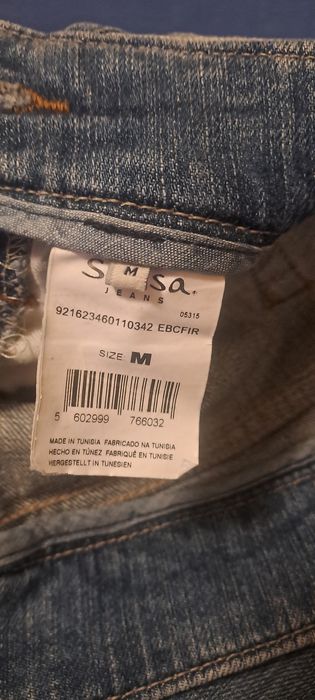 S M sa.
JEANS
05315
921623460110342 EBCFIR
SIZE: M
5 602999 766032
MADE IN TUNISIA FABRICADO NA TUNISIA
HECHO EN TÚNEZ FABRIQUÉ EN TUNISIE
HERGESTELLT IN TUNESIEN